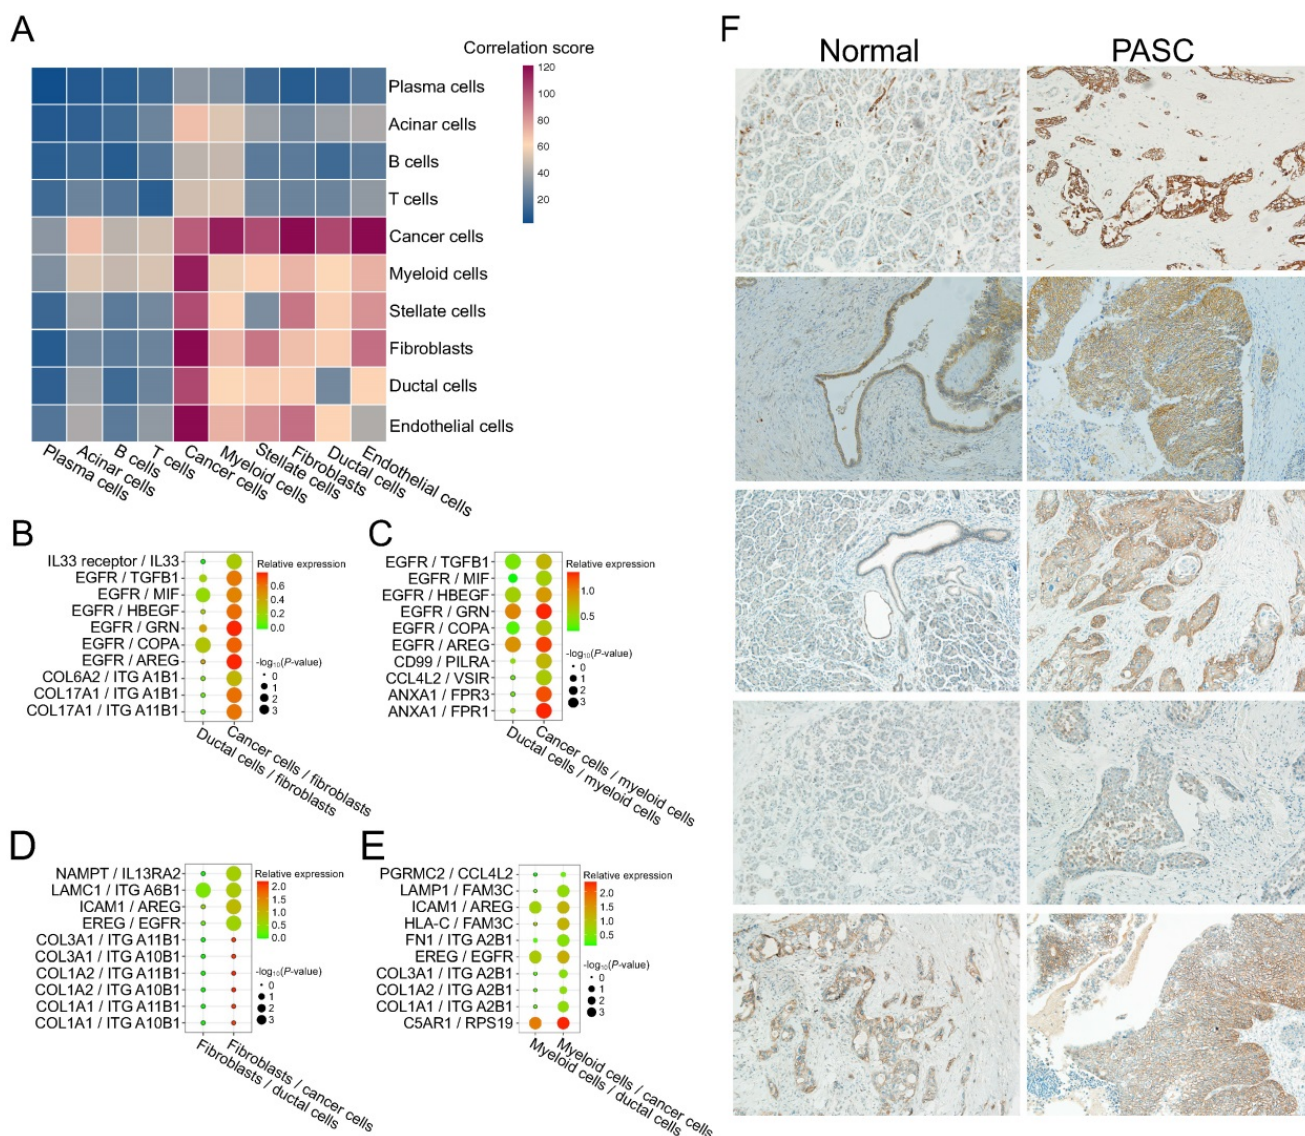 A
Correlation score
120
100
80
60
40
20
Plasma cells
Acinar cells
B cells
T cells
Cancer cells
Myeloid cells
Stellate cells
Fibroblasts
Ductal cells
Endothelial cells
Plasma cells
Acinar cells
B cells
T cells
Cancer cells
Myeloid cells
Stellate cells
Fibroblasts
Ductal cells
Endothelial cells
B
IL33 receptor / IL33
EGFR / TGFB1
EGFR / MIF
EGFR / HBEGF
EGFR / GRN
EGFR / COPA
EGFR / AREG
COL6A2 / ITG A1B1
COL17A1 / ITG A1B1
COL17A1 / ITG A11B1
Relative expression
0.6
0.4
0.2
0.0
-log10(P-value)
0
1
2
3
Cancer cells / fibroblasts
Ductal cells / fibroblasts
C
EGFR / TGFB1
EGFR / MIF
EGFR / HBEGF
EGFR / GRN
EGFR / COPA
EGFR / AREG
CD99 / PILRA
CCL4L2 / VSIR
ANXA1 / FPR3
ANXA1 / FPR1
Relative expression
1.0
0.5
-log10(P-value)
0
1
2
3
Cancer cells / myeloid cells
Ductal cells / myeloid cells
D
NAMPT / IL13RA2
LAMC1 / ITG A6B1
ICAM1 / AREG
EREG / EGFR
COL3A1 / ITG A11B1
COL3A1 / ITG A10B1
COL1A2 / ITG A11B1
COL1A2 / ITG A10B1
COL1A1 / ITG A11B1
COL1A1 / ITG A10B1
Relative expression
2.0
1.5
1.0
0.5
0.0
-log10(P-value)
0
1
2
3
Fibroblasts / cancer cells
Fibroblasts / ductal cells
E
PGRMC2 / CCL4L2
LAMP1 / FAM3C
ICAM1 / AREG
HLA-C / FAM3C
FN1 / ITG A2B1
EREG / EGFR
COL3A1 / ITG A2B1
COL1A2 / ITG A2B1
COL1A1 / ITG A2B1
C5AR1 / RPS19
Relative expression
2.0
1.5
1.0
0.5
-log10(P-value)
0
1
2
3
Myeloid cells / cancer cells
Myeloid cells / ductal cells
F
Normal
PASC